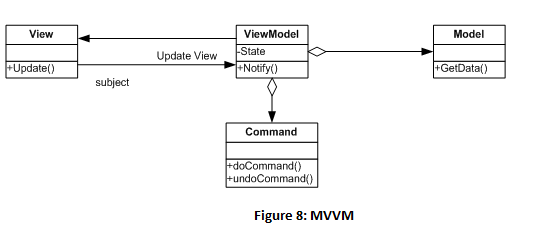 View
ViewModel
Model
-State
Update View
+Update()
+Notify()
+GetData()
subject
Command
+doCommand()
+undoCommand()
Figure 8: MVVM